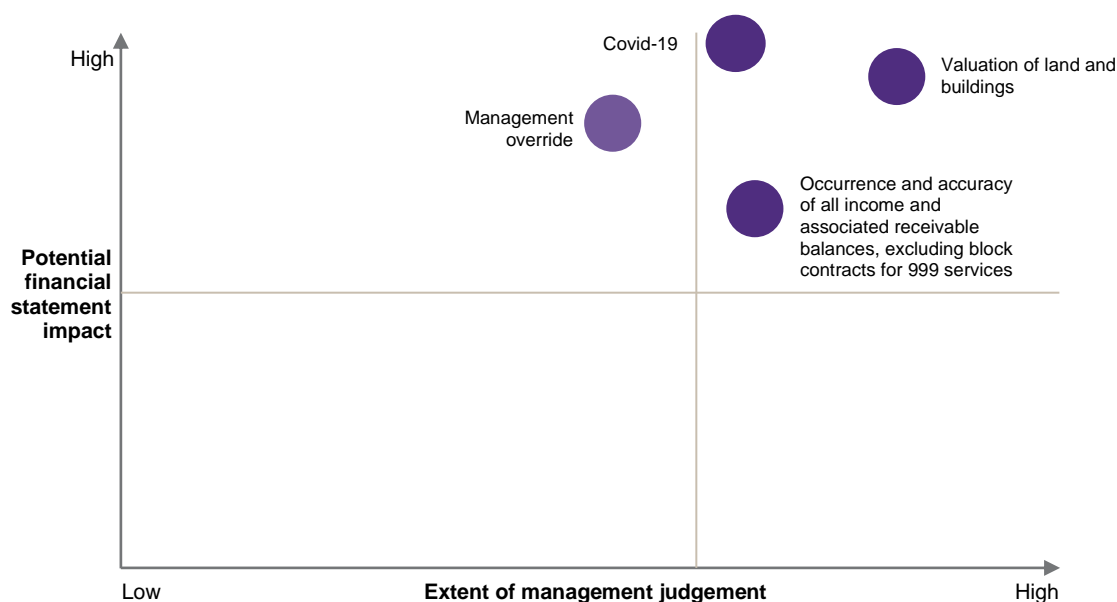 High
Covid-19
Valuation of land and
buildings
Management
override
Occurrence and accuracy
of all income and
associated receivable
balances, excluding block
contracts for 999 services
Potential
financial
statement
impact
Low
Extent of management judgement
High